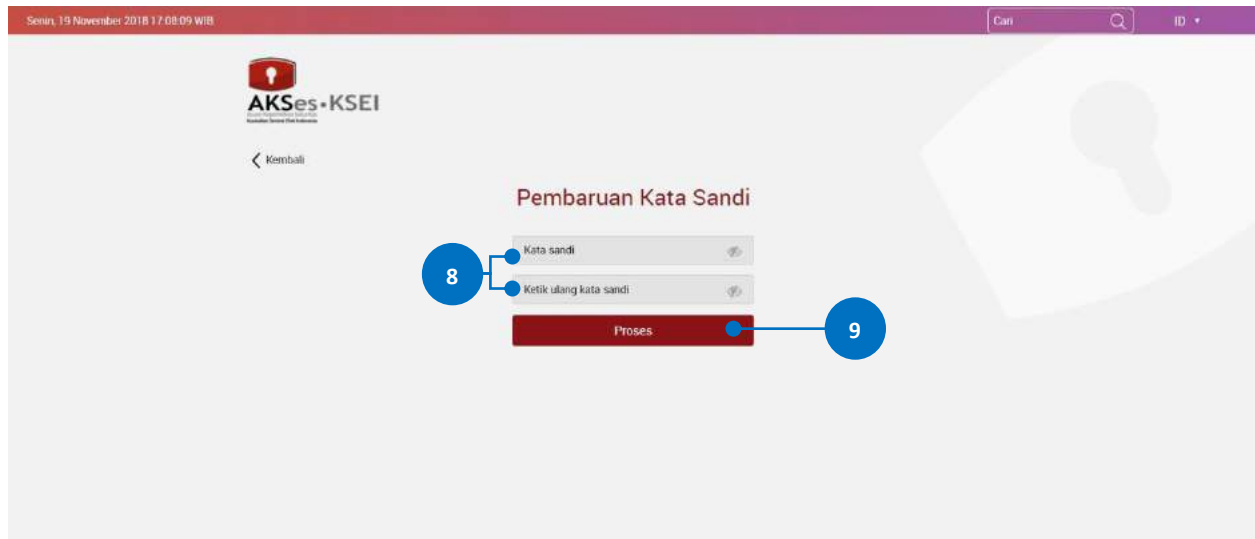 Senin, 19 November 2018 17:08:09 WIB
Cari
ID
AKSes-KSEI
Kembali
Pembaruan Kata Sandi
Kata sandi
8
Ketik ulang kata sandi
Proses
9